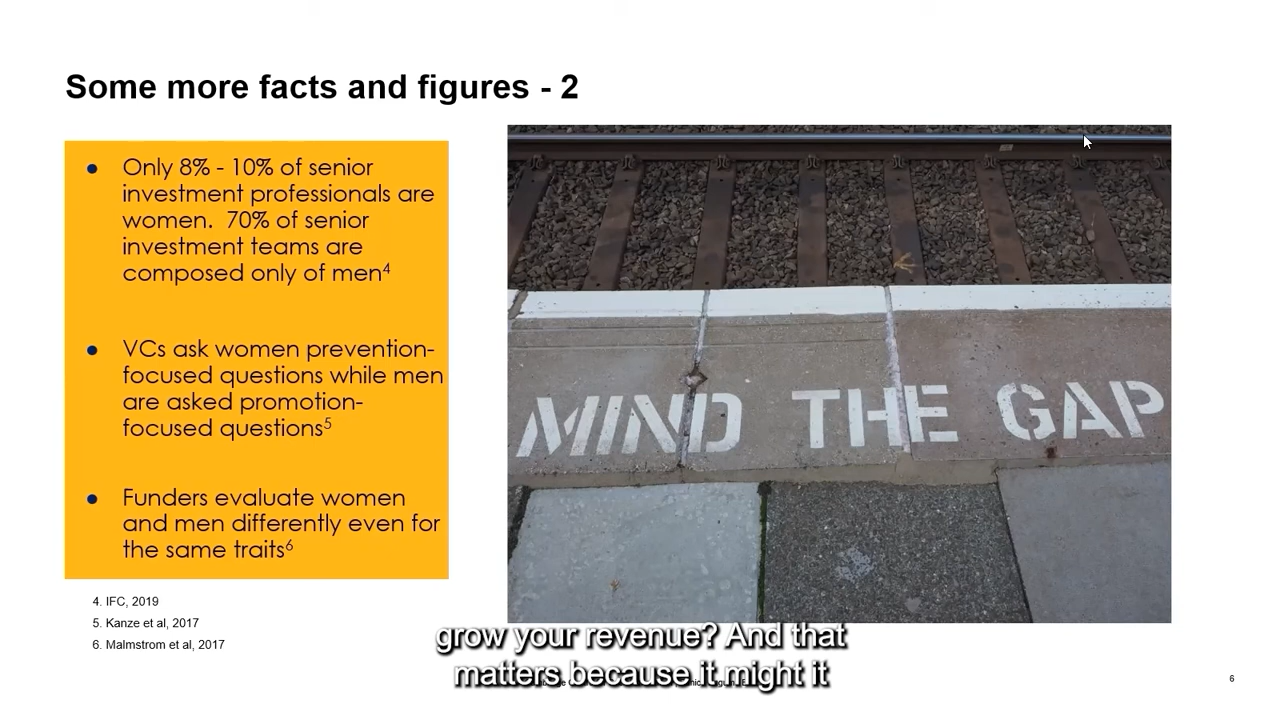 Some more facts and figures - 2
● Only 8% - 10% of senior
investment professionals are
women. 70% of senior
investment teams are
composed only of men4
● VCs ask women prevention-
focused questions while men
are asked promotion-
focused questions5
● Funders evaluate women
and men differently even for
the same traits6
MIND THE GAP
4. IFC, 2019
5. Kanze et al, 2017
6. Malmstrom et al, 2017
grow your revenue? And that
matters because it might it
6